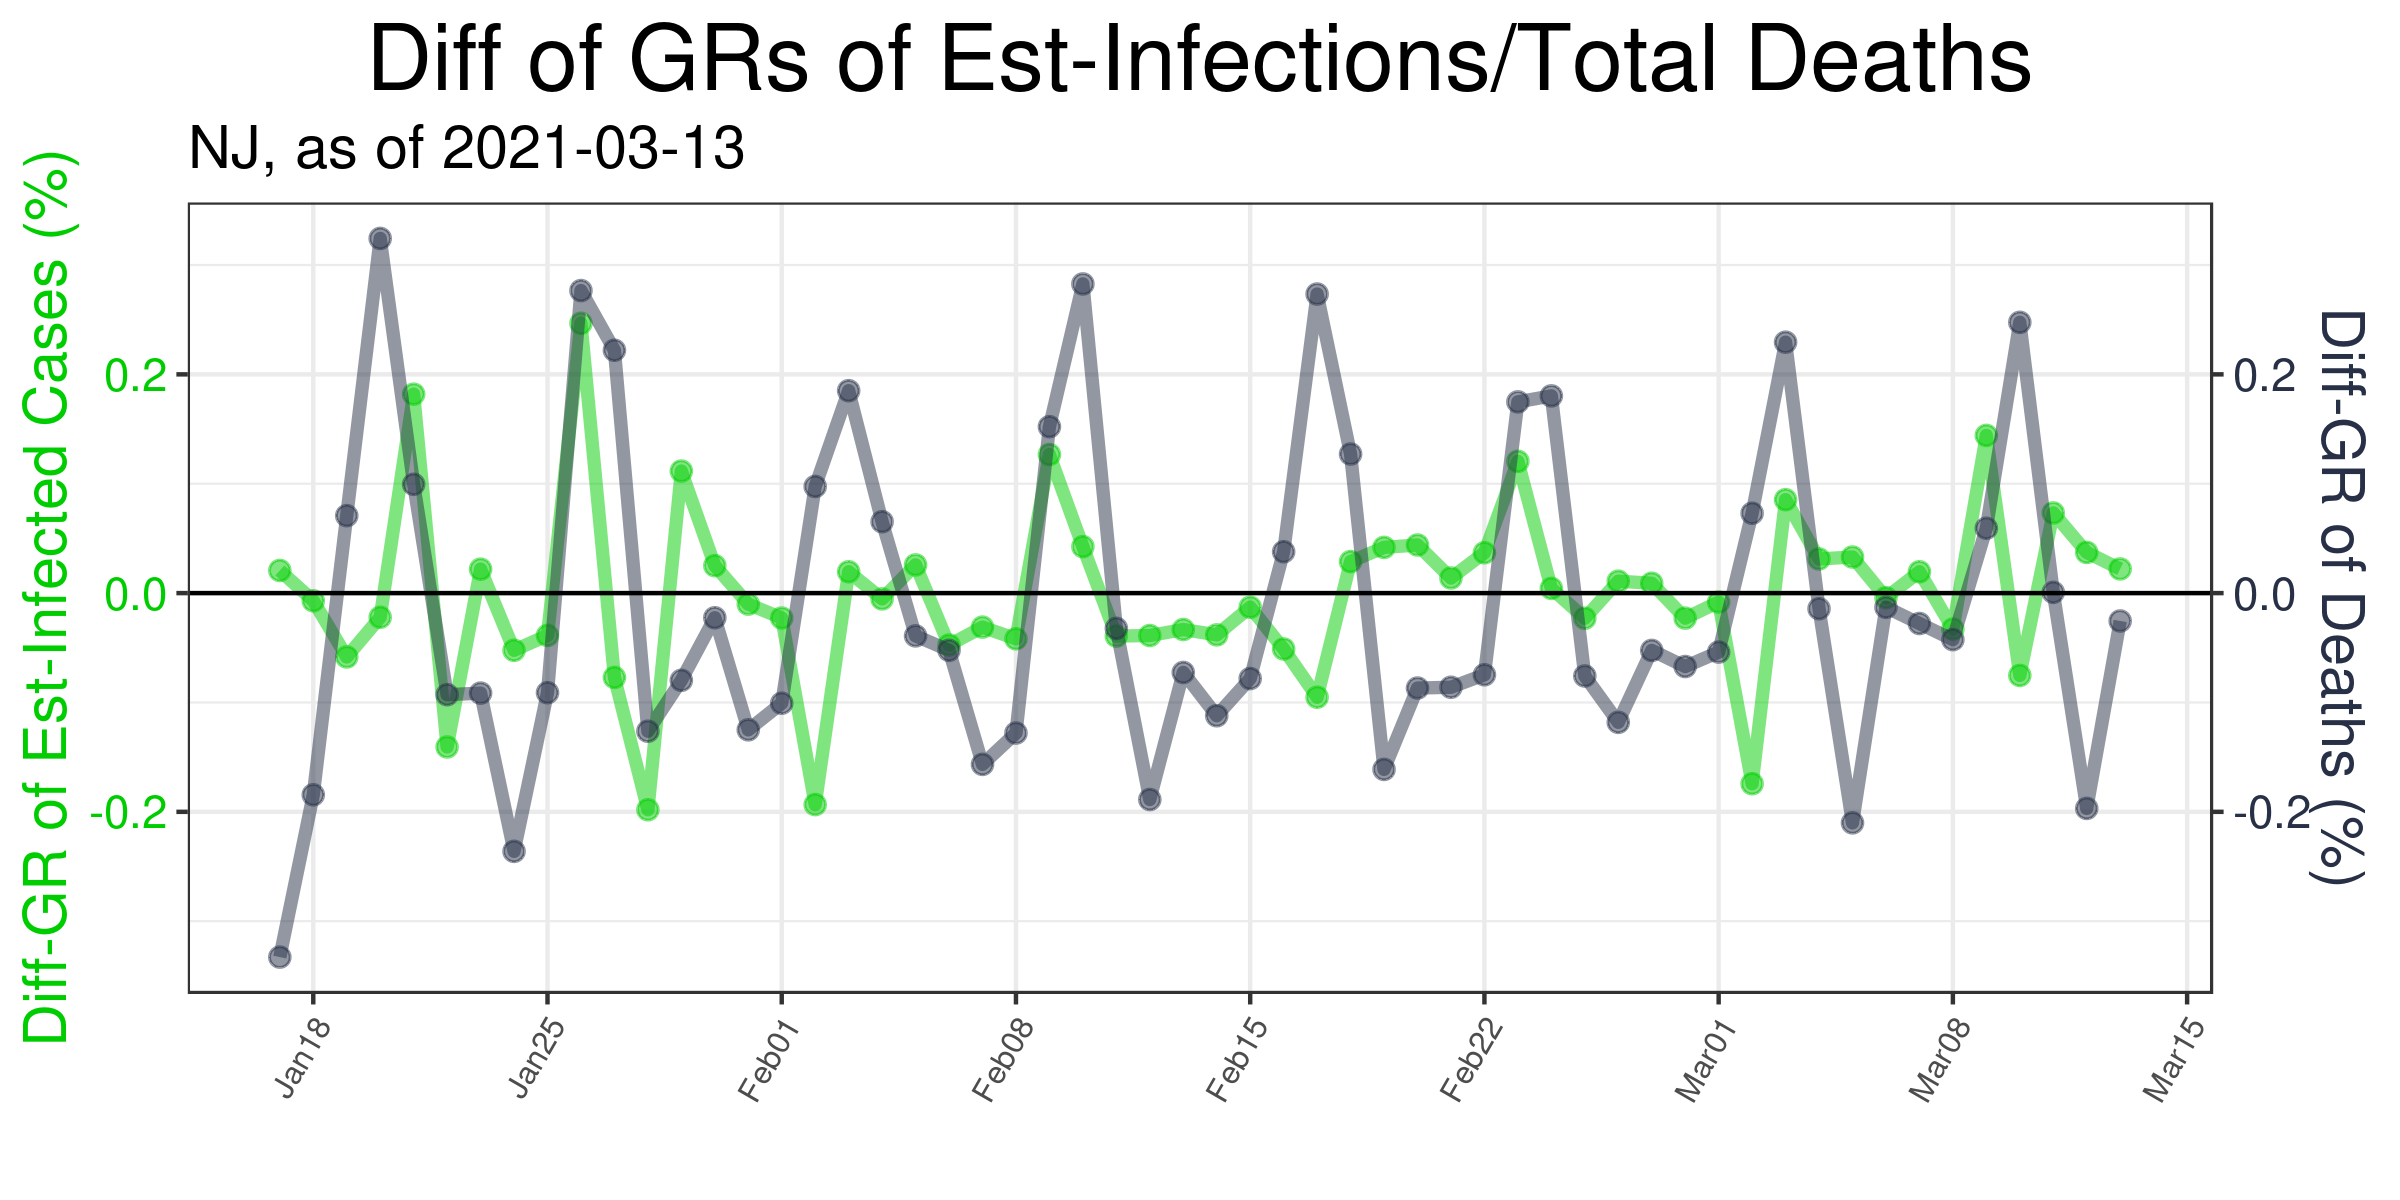 Diff of GRs of Est-Infections/Total Deaths
NJ, as of 2021-03-13
Diff-GR of Est-Infected Cases (%)
0.2
0.0
-0.2
0.2
0.0
-0.2
Diff-GR of Deaths (%)
Jan18
Jan25
Feb01
Feb08
Feb15
Feb22
Mar01
Mar08
Mar15